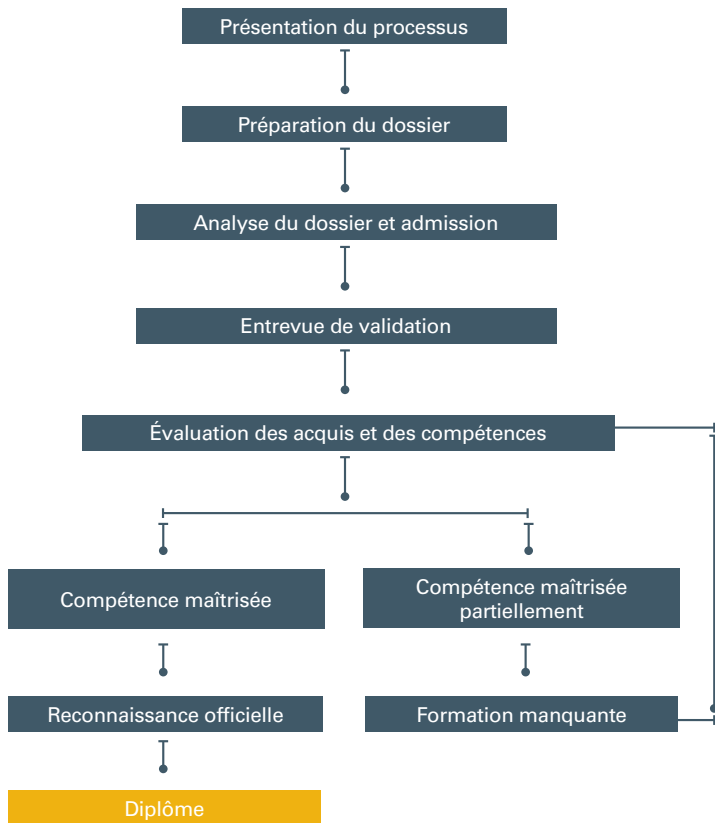 Présentation du processus
Préparation du dossier
Analyse du dossier et admission
Entrevue de validation
Évaluation des acquis et des compétences
Compétence maîtrisée
Compétence maîtrisée
partiellement
Reconnaissance officielle
Formation manquante
Diplôme